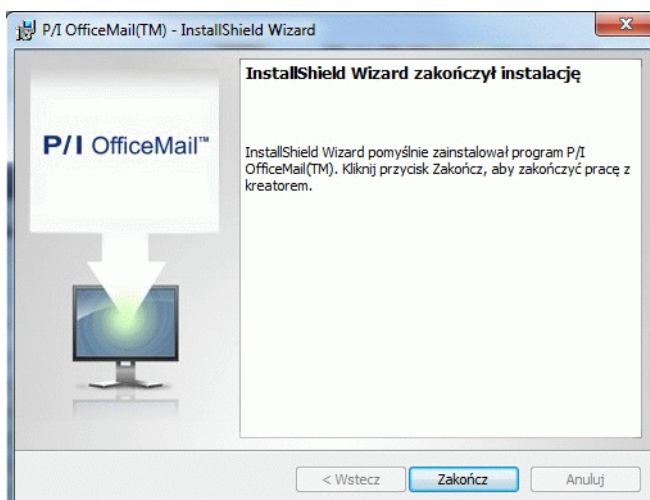 P/I OfficeMail(TM) - InstallShield Wizard
InstallShield Wizard zakończył instalację
P/I OfficeMail™
InstallShield Wizard pomyślnie zainstalował program P/I
OfficeMail(TM). Kliknij przycisk Zakończ, aby zakończyć pracę z
kreatorem.
< Wstecz
Zakończ
Anuluj